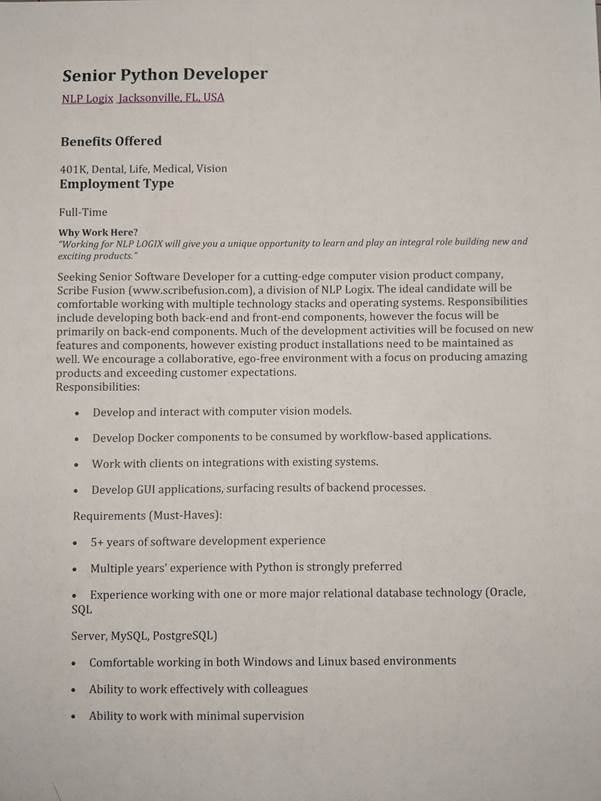 Senior Python Developer
NLP Logix Jacksonville, FL, USA
Benefits Offered
401K, Dental, Life, Medical, Vision
Employment Type
Full-Time
Why Work Here?
"Working for NLP LOGIX will give you a unique opportunity to learn and play an integral role building new and
exciting products."
Seeking Senior Software Developer for a cutting-edge computer vision product company,
Scribe Fusion (www.scribefusion.com), a division of NLP Logix. The ideal candidate will be
comfortable working with multiple technology stacks and operating systems. Responsibilities
include developing both back-end and front-end components, however the focus will be
primarily on back-end components. Much of the development activities will be focused on new
features and components, however existing product installations need to be maintained as
well. We encourage a collaborative, ego-free environment with a focus on producing amazing
products and exceeding customer expectations.
Responsibilities:
• Develop and interact with computer vision models.
• Develop Docker components to be consumed by workflow-based applications.
• Work with clients on integrations with existing systems.
• Develop GUI applications, surfacing results of backend processes.
Requirements (Must-Haves):
• 5+ years of software development experience
• Multiple years' experience with Python is strongly preferred
• Experience working with one or more major relational database technology (Oracle,
SQL
Server, MySQL, PostgreSQL)
• Comfortable working in both Windows and Linux based environments
• Ability to work effectively with colleagues
• Ability to work with minimal supervision